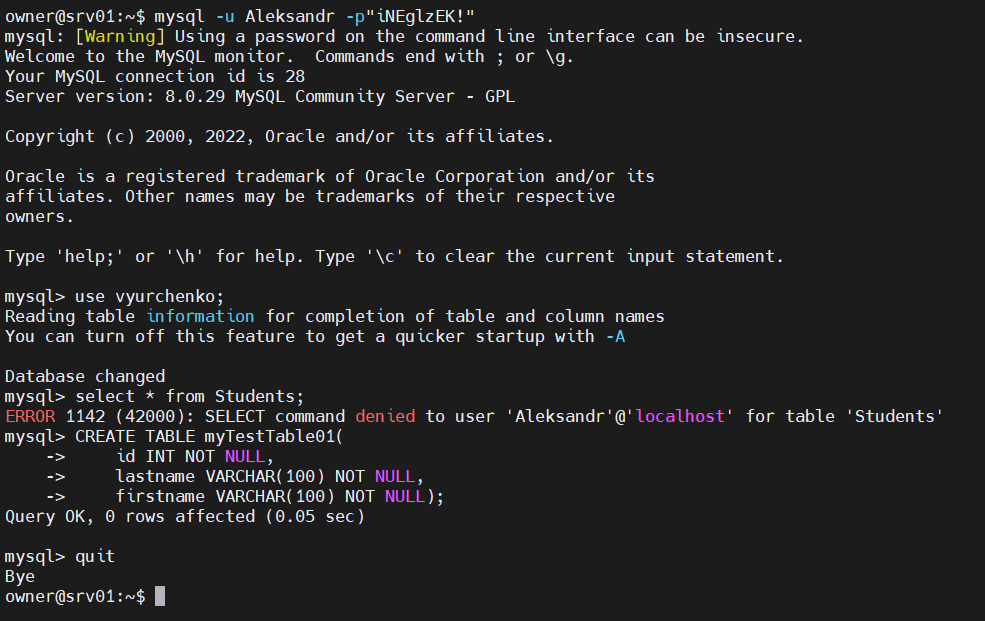 owner@srv01:~$ mysql -u Aleksandr -p"iNEglzEK!"
mysql: [Warning] Using a password on the command line interface can be insecure.
Welcome to the MySQL monitor.  Commands end with ; or \g.
Your MySQL connection id is 28
Server version: 8.0.29 MySQL Community Server - GPL

Copyright (c) 2000, 2022, Oracle and/or its affiliates.

Oracle is a registered trademark of Oracle Corporation and/or its
affiliates. Other names may be trademarks of their respective
owners.

Type 'help;' or '\h' for help. Type '\c' to clear the current input statement.

mysql> use vyurchenko;
Reading table information for completion of table and column names
You can turn off this feature to get a quicker startup with -A

Database changed
mysql> select * from Students;
ERROR 1142 (42000): SELECT command denied to user 'Aleksandr'@'localhost' for table 'Students'
mysql> CREATE TABLE myTestTable01(
    ->     id INT NOT NULL,
    ->     lastname VARCHAR(100) NOT NULL,
    ->     firstname VARCHAR(100) NOT NULL);
Query OK, 0 rows affected (0.05 sec)

mysql> quit
Bye
owner@srv01:~$